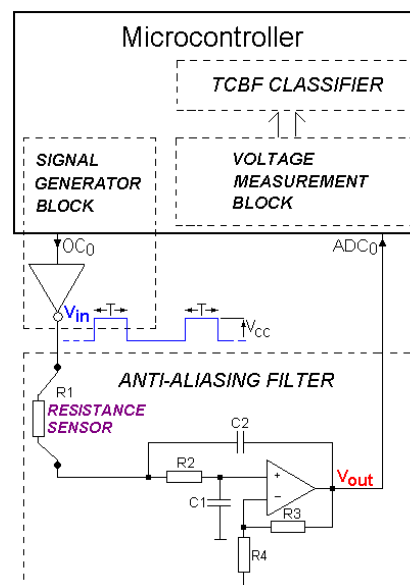 Microcontroller
TCBF CLASSIFIER
SIGNAL
GENERATOR
BLOCK
VOLTAGE
MEASUREMENT
BLOCK
OC0
ADC0
Vin
T
T
VCC
R1
ANTI-ALIASING FILTER
RESISTANCE
SENSOR
C2
R2
+
C1
−
Vout
R3
R4